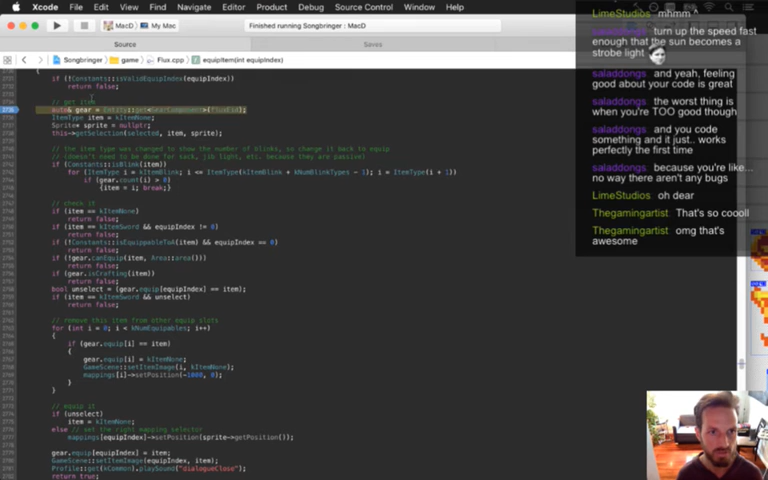 Xcode File Edit View Find Navigate Editor Product Debug Source Control Window Help
MacD My Mac
Finished running Songbringer : MacD
Source
Saves
Songbringer game Flux.cpp equipItem(int equipIndex)
if (!Constants::isValidEquipIndex(equipIndex))
return false;
// get item
auto& gear = Entity::get<GearComponent>(fluxEid);
ItemType item = kItemNone;
Sprite* sprite = nullptr;
this->getSelection(selected, item, sprite);
// the item type was changed to show the number of blinks, so change it back to equip
// (doesn't need to be done for sack, jib light, etc. because they are passive)
if (Constants::isBlink(item))
for (ItemType i = kItemBlink; i <= ItemType(kItemBlink + kNumBlinkTypes - 1); i = ItemType(i + 1))
if (gear.count(i) > 0)
{item = i; break;}
// check it
if (item == kItemNone)
return false;
if (item == kItemSword && equipIndex != 0)
return false;
if (!Constants::isEquippableToA(item) && equipIndex == 0)
return false;
if (!gear.canEquip(item, Area::area()))
return false;
if (gear.isCrafting(item))
return false;
bool unselect = (gear.equip[equipIndex] == item);
if (item == kItemSword && unselect)
return false;
// remove this item from other equip slots
for (int i = 0; i < kNumEquipables; i++)
{
if (gear.equip[i] == item)
{
gear.equip[i] = kItemNone;
GameScene::setItemImage(i, kItemNone);
mappings[i]->setPosition(-1000, 0);
}
}
// equip it
if (unselect)
item = kItemNone;
else // set the right mapping selector
mappings[equipIndex]->setPosition(sprite->getPosition());
gear.equip[equipIndex] = item;
GameScene::setItemImage(equipIndex, item);
Profile::get(kCommon).playSound("dialogueClose");
return true;
LimeStudios mhmm ^
saladdongs turn up the speed fast
enough that the sun becomes a
strobe light
saladdongs and yeah, feeling
good about your code is great
saladdongs the worst thing is
when you're TOO good though
saladdongs and you code
something and it just.. works
perfectly the first time
saladdongs because you're like...
no way there aren't any bugs
LimeStudios oh dear
Thegamingartist That's so coooll
Thegamingartist omg that's
awesome